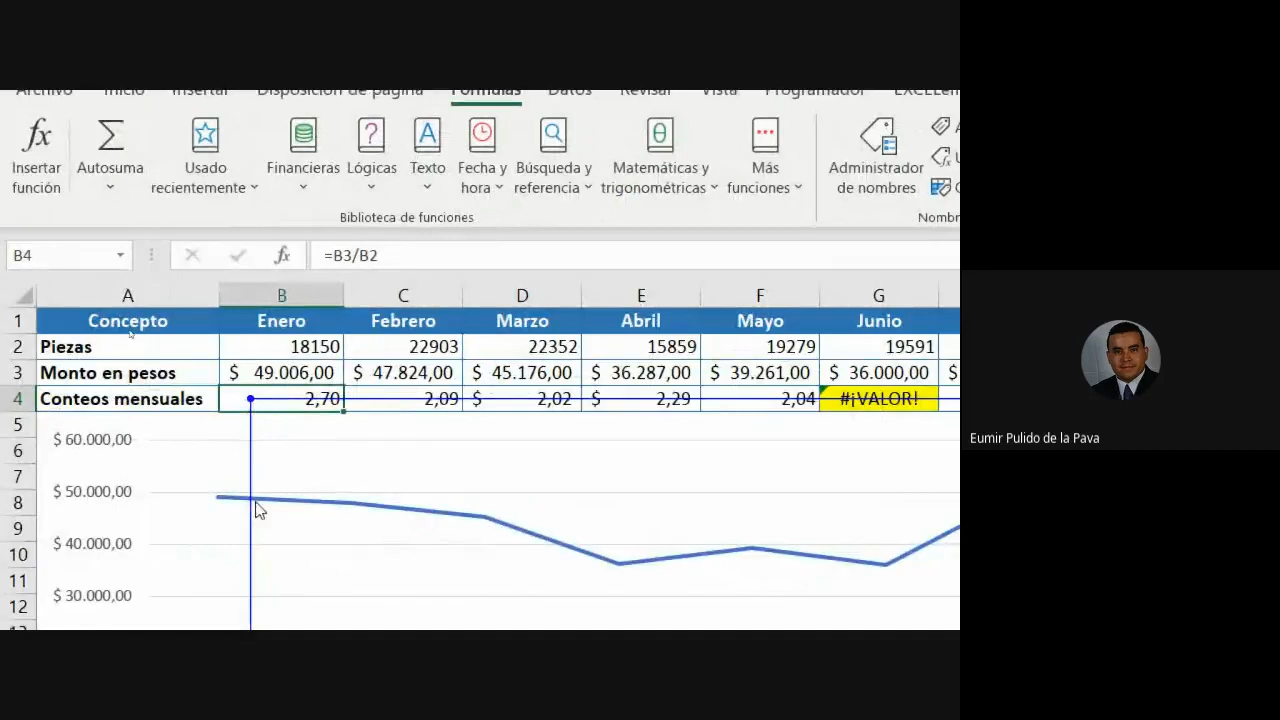 Archivo Inicio Insertar Disposición de página Fórmulas Datos Revisar Vista Programador
Insertar función
Autosuma
Usado recientemente
Financieras
Lógicas
Texto
Fecha y hora
Búsqueda y referencia
Matemáticas y trigonométricas
Más funciones
Administrador de nombres
Biblioteca de funciones
B4 fx =B3/B2
A B C D E F G
1 Concepto Enero Febrero Marzo Abril Mayo Junio
2 Piezas 18150 22903 22352 15859 19279 19591
3 Monto en pesos $ 49.006,00 $ 47.824,00 $ 45.176,00 $ 36.287,00 $ 39.261,00 $ 36.000,00 $
4 Conteos mensuales 2,70 2,09 $ 2,02 $ 2,29 2,04 #¡VALOR!
5
6 $ 60.000,00
7
8 $ 50.000,00
9
10 $ 40.000,00
11
12 $ 30.000,00
Eumir Pulido de la Pava